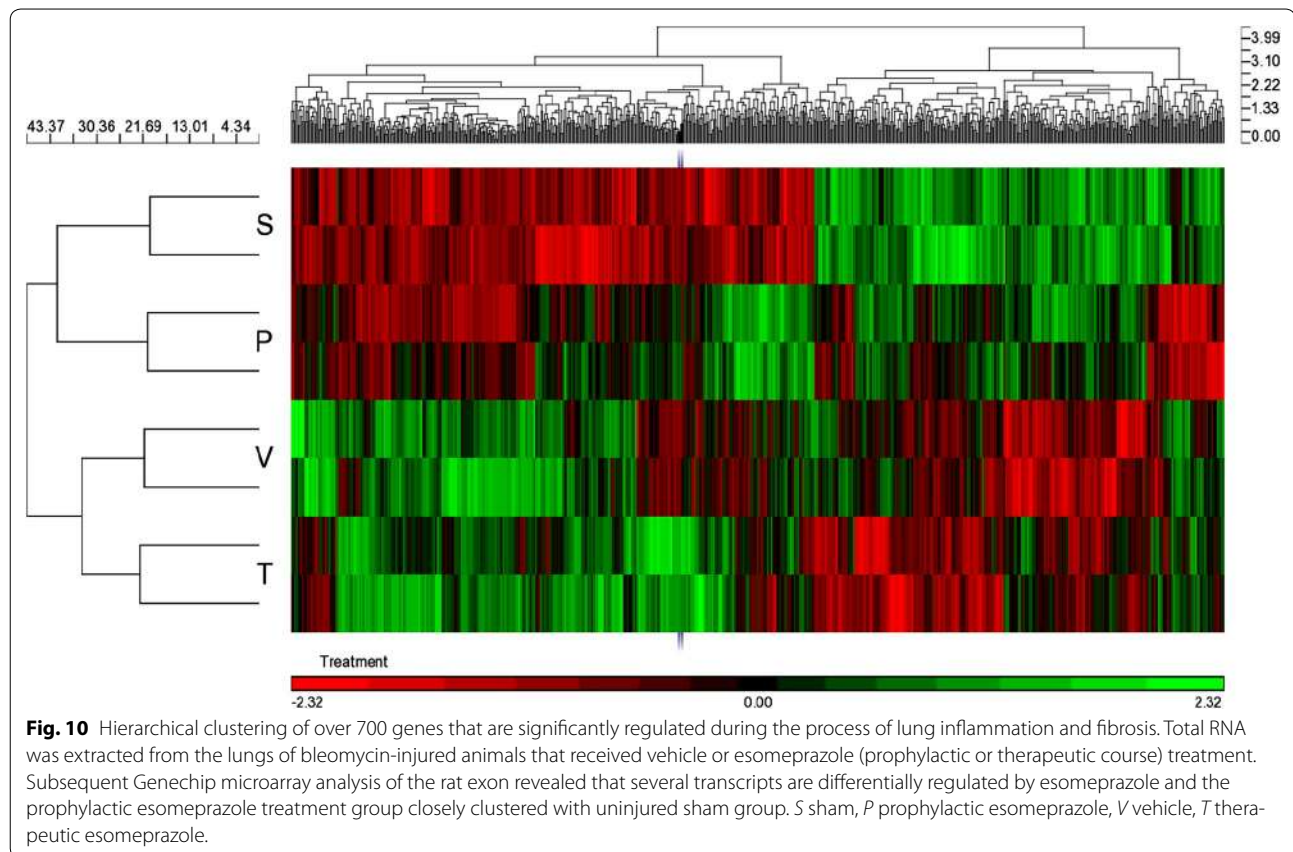 3.99
3.10
2.22
1.33
0.00
43.37 30.36 21.69 13.01 4.34
S
P
V
T
Treatment
-2.32 0.00 2.32
Fig. 10 Hierarchical clustering of over 700 genes that are significantly regulated during the process of lung inflammation and fibrosis. Total RNA
was extracted from the lungs of bleomycin-injured animals that received vehicle or esomeprazole (prophylactic or therapeutic course) treatment.
Subsequent Genechip microarray analysis of the rat exon revealed that several transcripts are differentially regulated by esomeprazole and the
prophylactic esomeprazole treatment group closely clustered with uninjured sham group. S sham, P prophylactic esomeprazole, V vehicle, T thera-
peutic esomeprazole.